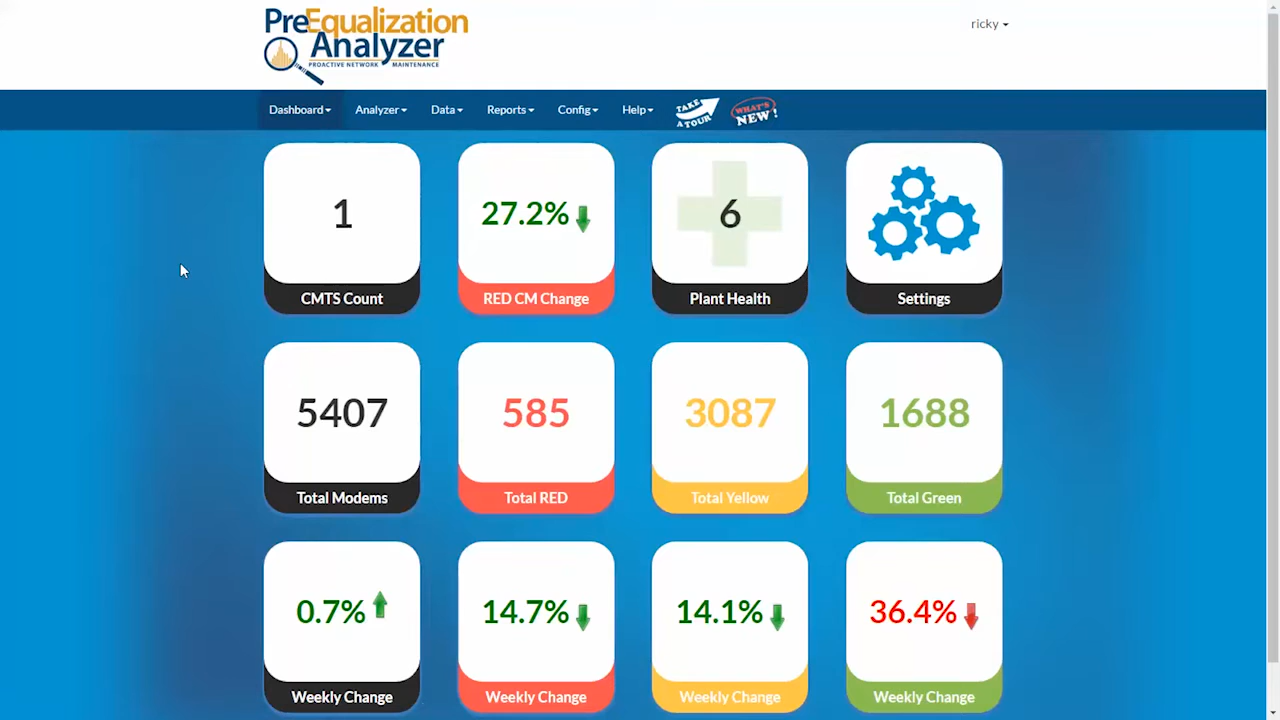 PreEqualization
Analyzer
PROACTIVE NETWORK MAINTENANCE
ricky
Dashboard Analyzer Data Reports Config Help TAKE A TOUR WHAT'S NEW!
1 27.2% 6
CMTS Count RED CM Change Plant Health Settings
5407 585 3087 1688
Total Modems Total RED Total Yellow Total Green
0.7% 14.7% 14.1% 36.4%
Weekly Change Weekly Change Weekly Change Weekly Change